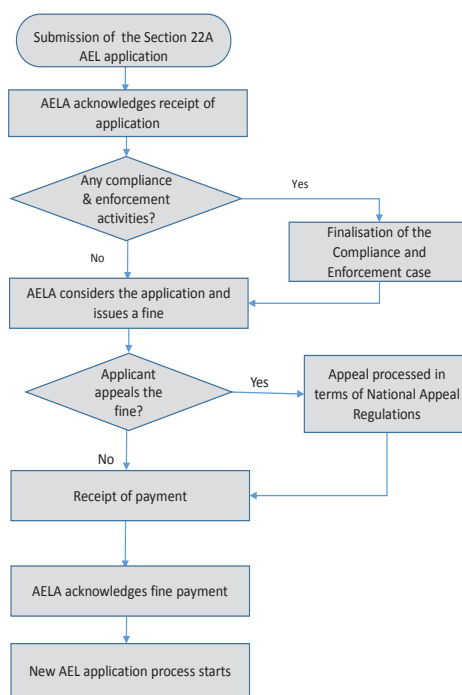 Submission of the Section 22A
AEL application
AELA acknowledges receipt of
application
Any compliance
& enforcement
activities?
Yes
Finalisation of the
Compliance and
Enforcement case
No
AELA considers the application and
issues a fine
Applicant
appeals the
fine?
Yes
Appeal processed in
terms of National Appeal
Regulations
No
Receipt of payment
AELA acknowledges fine payment
New AEL application process starts